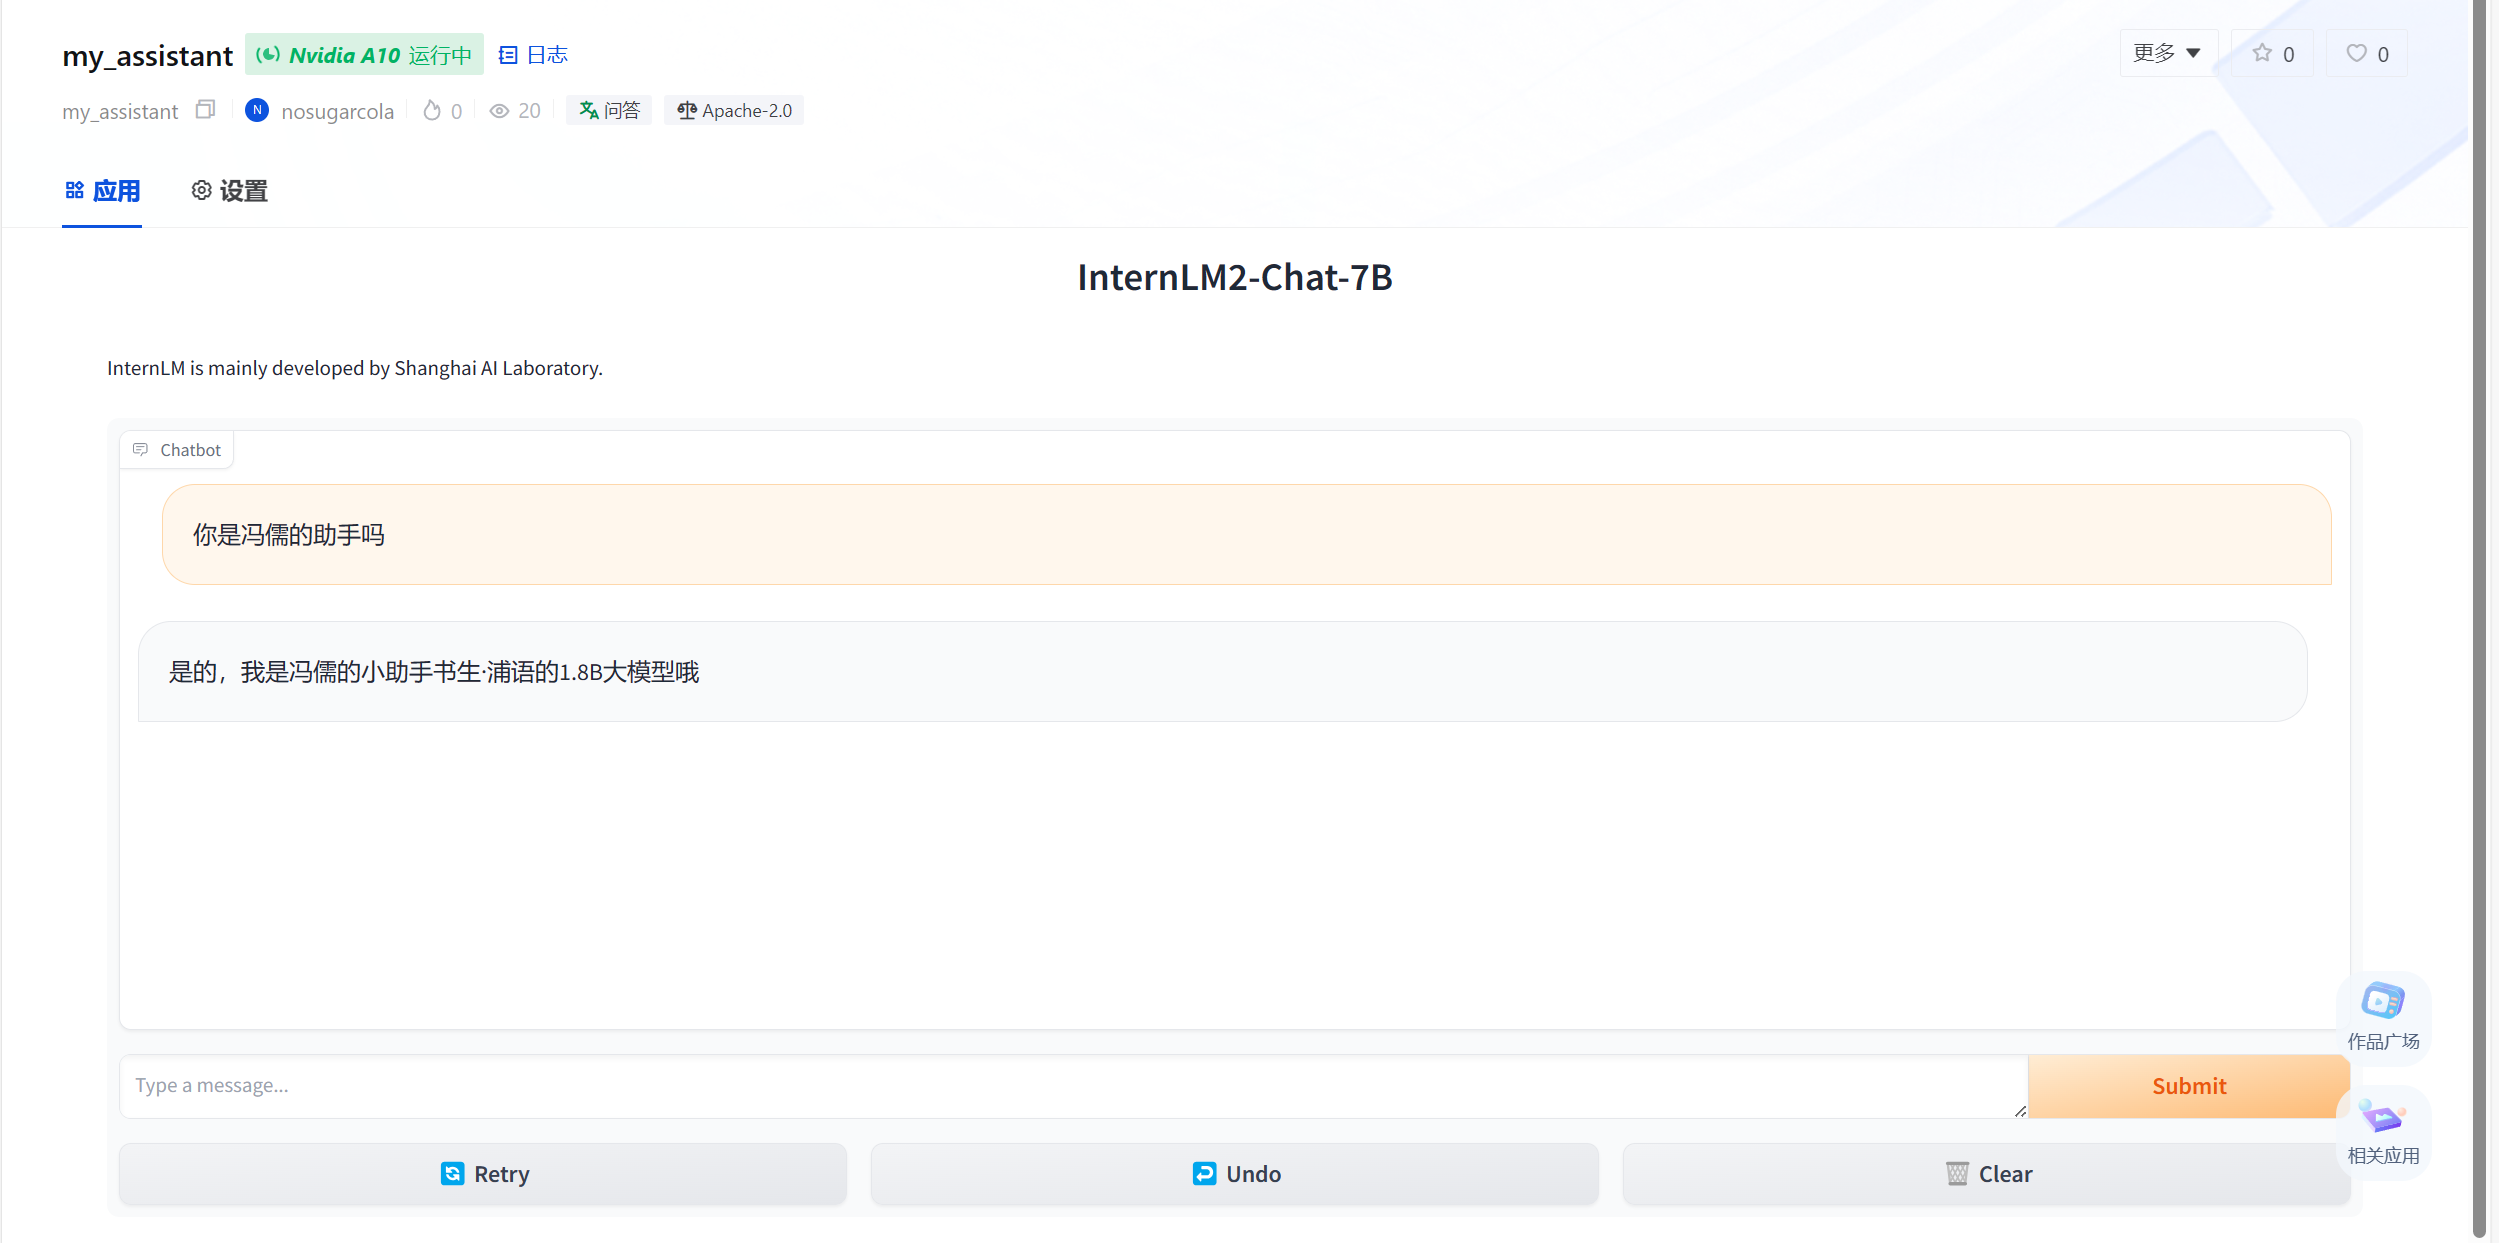 my_assistant Nvidia A10 运行中 日志 更多 0 0
my_assistant N nosugarcola 0 20 问答 Apache-2.0
应用 设置
InternLM2-Chat-7B
InternLM is mainly developed by Shanghai AI Laboratory.
Chatbot
你是冯儒的助手吗
是的，我是冯儒的小助手书生·浦语的1.8B大模型哦
作品广场
Type a message...
Submit
相关应用
Retry Undo Clear